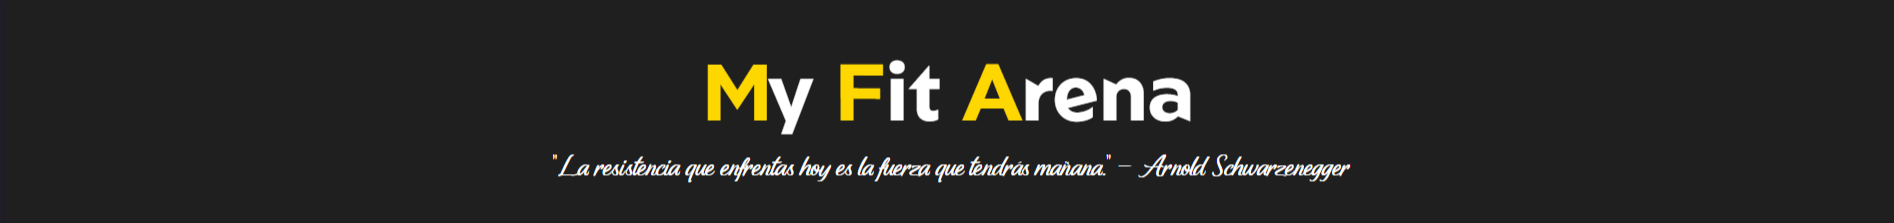 My Fit Arena
"La resistencia que enfrentas hoy es la fuerza que tendrás mañana." — Arnold Schwarzenegger